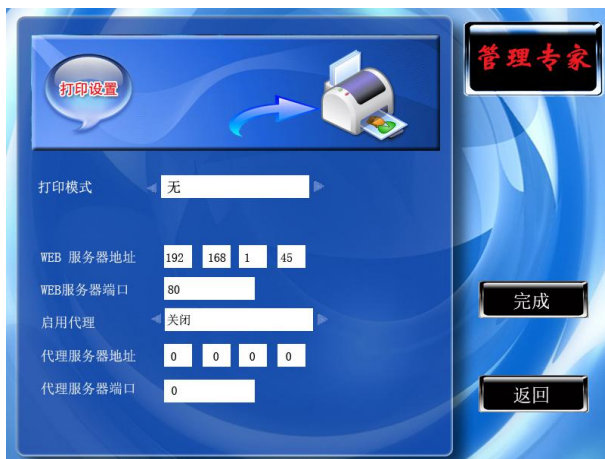 打印设置
管理专家
打印模式 无
WEB 服务器地址 192 168 1 45
WEB服务器端口 80
启用代理 关闭
代理服务器地址 0 0 0 0
代理服务器端口 0
完成
返回